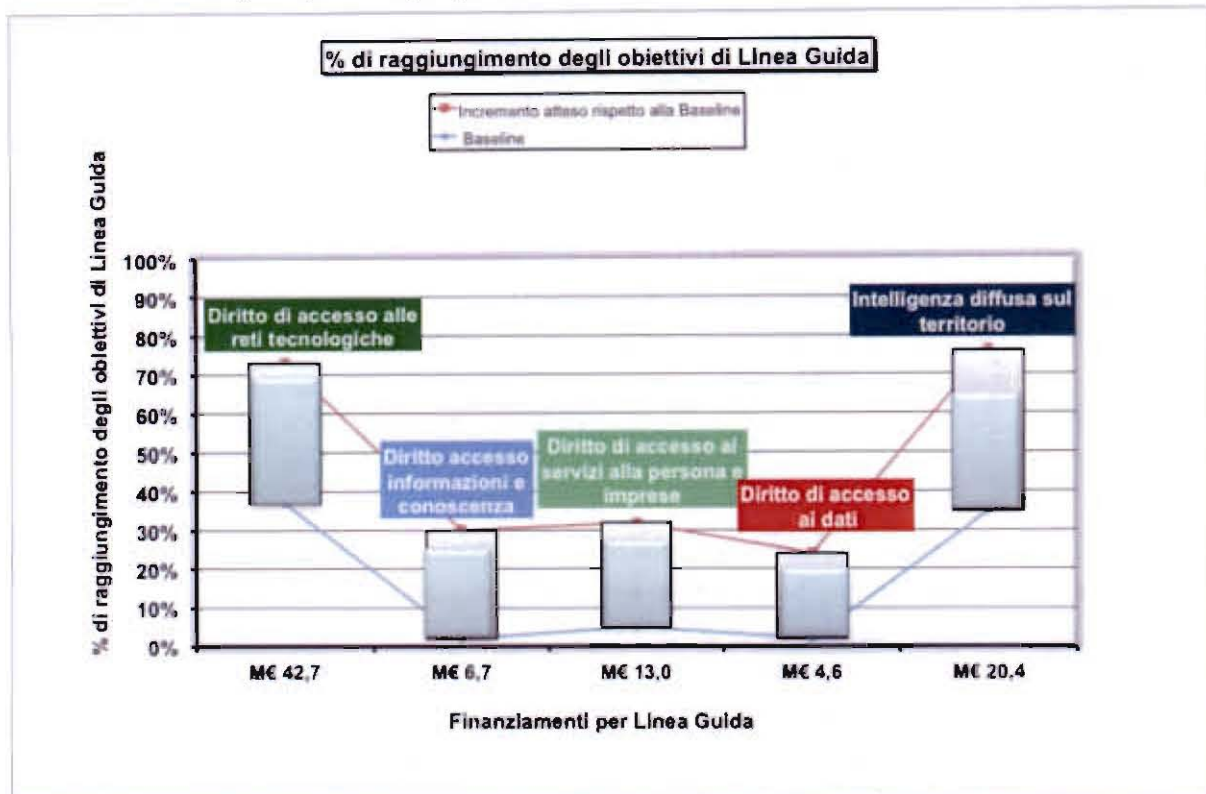 % di raggiungimento degli obiettivi di Linea Guida
Incremento atteso rispetto alla Baseline
Baseline
% di raggiungimento degli obiettivi di Linea Guida
100%
90%
80%
70%
60%
50%
40%
30%
20%
10%
0%
Diritto di accesso alle
reti tecnologiche
Diritto accesso
informazioni e
conoscenza
Diritto di accesso ai
servizi alla persona e
imprese
Diritto di accesso
ai dati
Intelligenza diffusa sul
territorio
M€ 42,7
M€ 6,7
M€ 13,0
M€ 4,6
M€ 20,4
Finanziamenti per Linea Guida